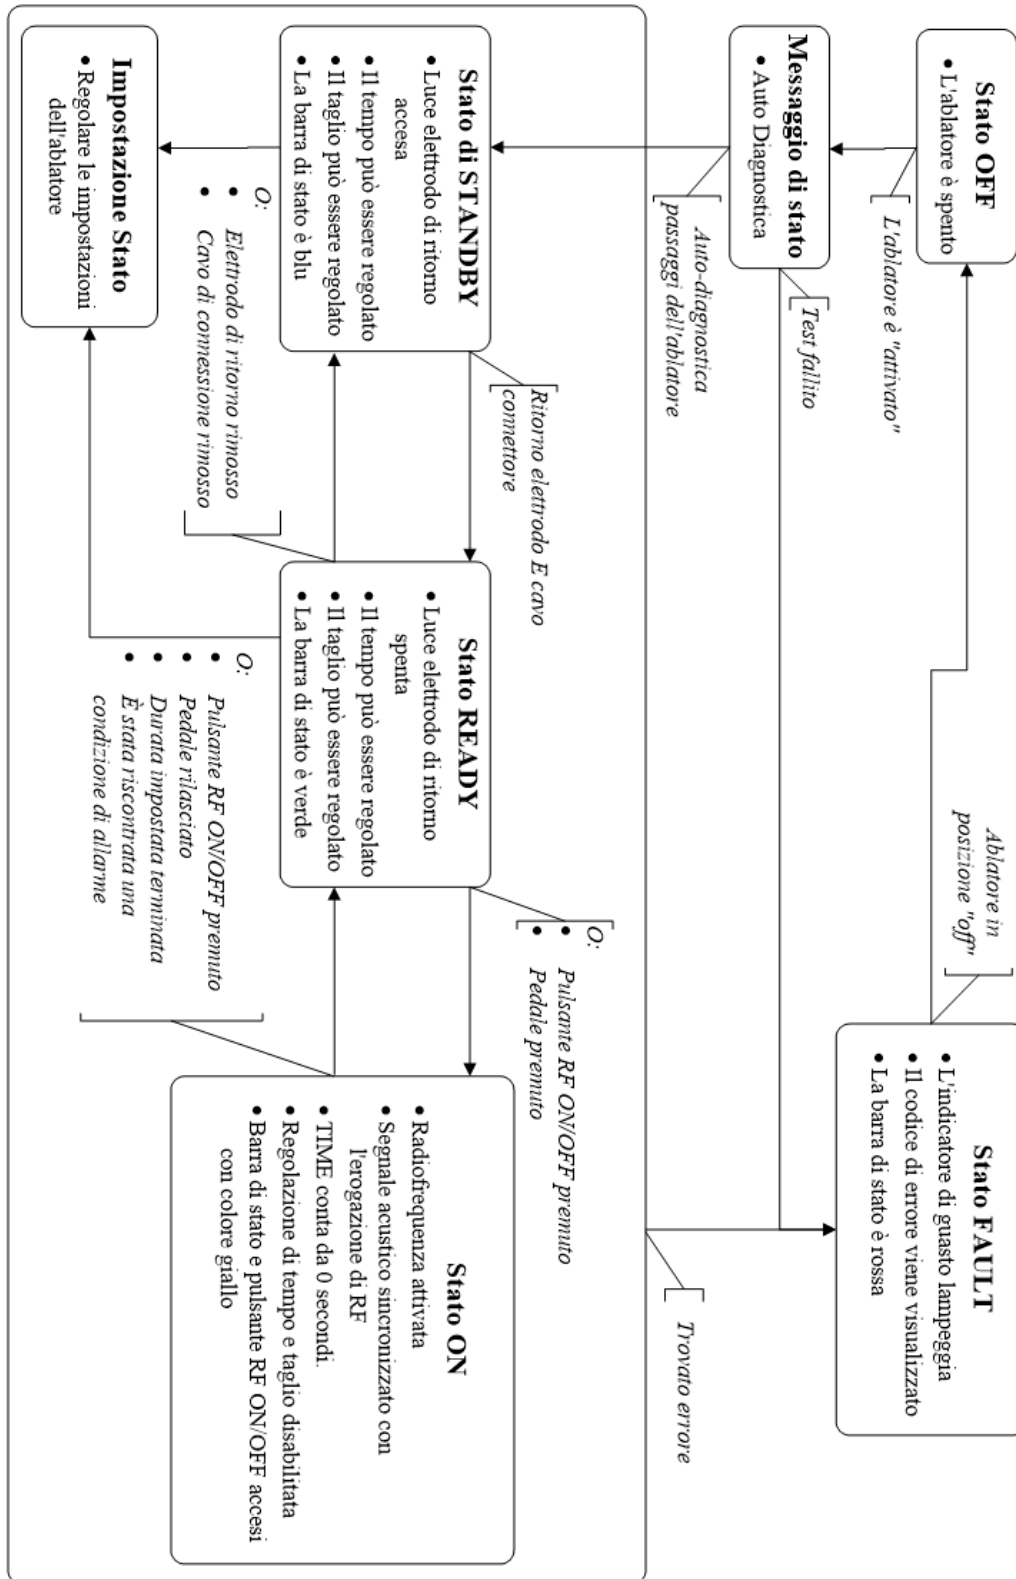 Stato OFF
• L'ablatore è spento
L'ablatore è "attivato"
Ablatore in
posizione "off"
Messaggio di stato
• Auto Diagnostica
Test fallito
Auto-diagnostica
passaggi dell'ablatore
Stato FAULT
• L'indicatore di guasto lampeggia
• Il codice di errore viene visualizzato
• La barra di stato è rossa
Trovato errore
Stato di STANDBY
• Luce elettrodo di ritorno
accesa
• Il tempo può essere regolato
• Il taglio può essere regolato
• La barra di stato è blu
Ritorno elettrodo E cavo
connettore
Stato READY
• Luce elettrodo di ritorno
spenta
• Il tempo può essere regolato
• Il taglio può essere regolato
• La barra di stato è verde
O:
• Pulsante RF ON/OFF premuto
• Pedale premuto
Stato ON
• Radiofrequenza attivata
• Segnale acustico sincronizzato con
l'erogazione di RF
• TIME conta da 0 secondi.
• Regolazione di tempo e taglio disabilitata
• Barra di stato e pulsante RF ON/OFF accesi
con colore giallo
O:
• Elettrodo di ritorno rimosso
• Cavo di connessione rimosso
O:
• Pulsante RF ON/OFF premuto
• Pedale rilasciato
• Durata impostata terminata
• È stata riscontrata una
condizione di allarme
Impostazione Stato
• Regolare le impostazioni
dell'ablatore